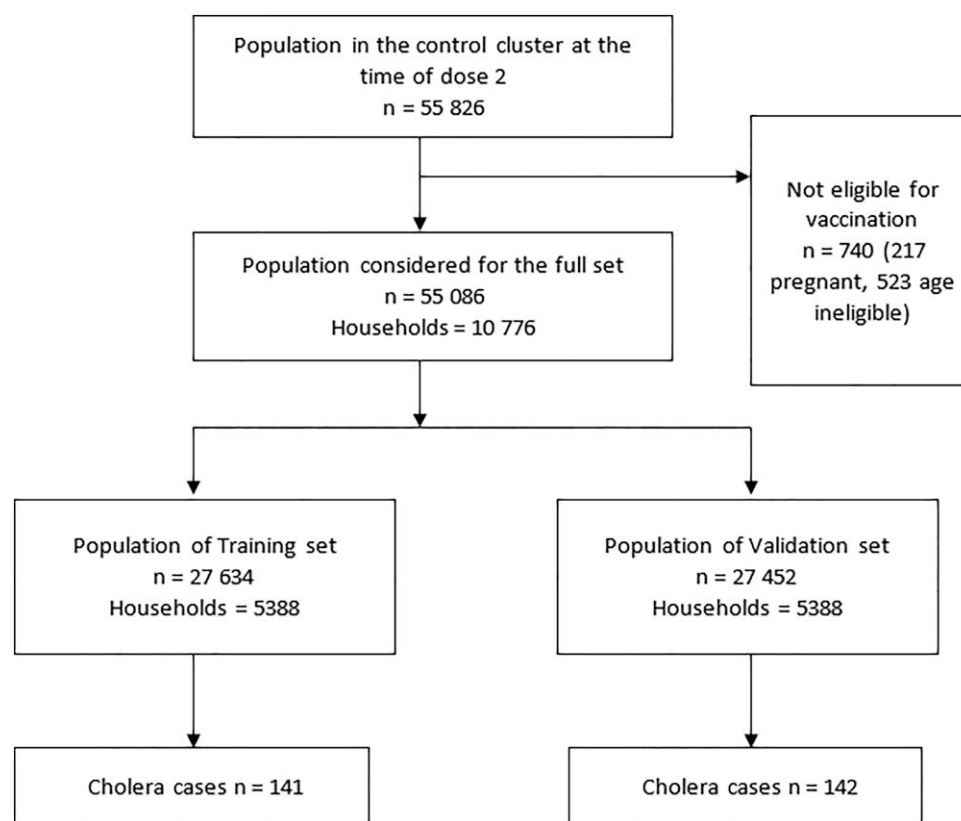 Population in the control cluster at the
time of dose 2
n = 55 826
Not eligible for
vaccination
n = 740 (217
pregnant, 523 age
ineligible)
Population considered for the full set
n = 55 086
Households = 10 776
Population of Training set
n = 27 634
Households = 5388
Population of Validation set
n = 27 452
Households = 5388
Cholera cases n = 141
Cholera cases n = 142